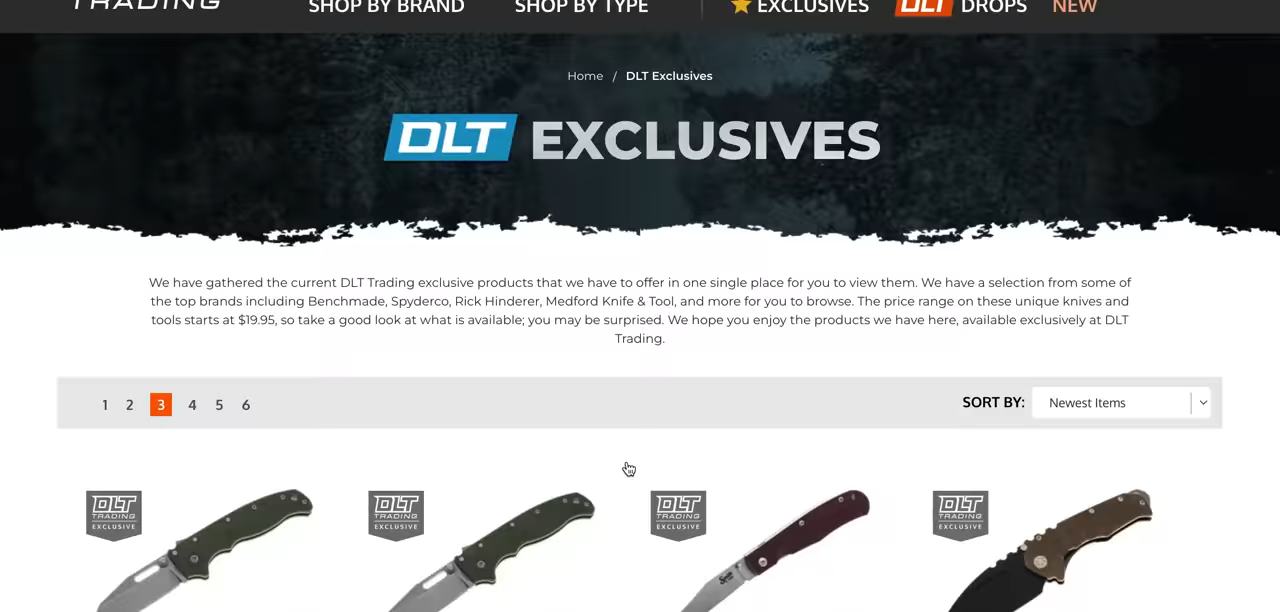 TRADING
SHOP BY BRAND SHOP BY TYPE EXCLUSIVES DLT DROPS NEW
Home / DLT Exclusives
DLT EXCLUSIVES
We have gathered the current DLT Trading exclusive products that we have to offer in one single place for you to view them. We have a selection from some of
the top brands including Benchmade, Spyderco, Rick Hinderer, Medford Knife & Tool, and more for you to browse. The price range on these unique knives and
tools starts at $19.95, so take a good look at what is available; you may be surprised. We hope you enjoy the products we have here, available exclusively at DLT
Trading.
1 2 3 4 5 6 SORT BY: Newest Items
DLT
TRADING
EXCLUSIVE
DLT
TRADING
EXCLUSIVE
DLT
TRADING
EXCLUSIVE
DLT
TRADING
EXCLUSIVE